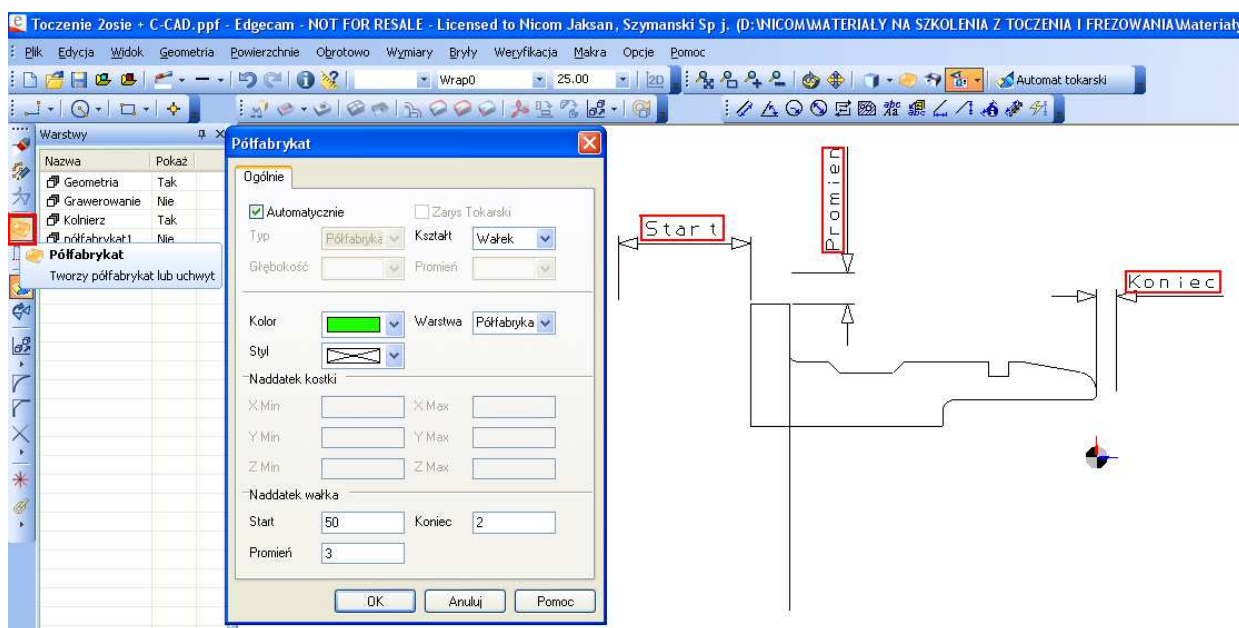 Toczenie 2osie + C-CAD.ppf - Edgecam - NOT FOR RESALE - Licensed to Nicom Jaksan, Szymanski Sp j. (D:\NICOM\MATERIAŁY NA SZKOLENIA Z TOCZENIA I FREZOWANIA\Materiały
Plik Edycja Widok Geometria Powierzchnie Obrotowo Wymiary Bryły Weryfikacja Makra Opcje Pomoc
Wrap0 25.00 2D Automat tokarski
abc abc
Warstwy
Nazwa Pokaż
Geometria Tak
Grawerowanie Nie
Kolnierz Tak
półfabrykat1 Nie
Półfabrykat
Tworzy półfabrykat lub uchwyt
Półfabrykat
Ogólnie
Automatycznie Zarys Tokarski
Typ Półfabryka Kształt Wałek
Głębokość Promień
Kolor Warstwa Półfabryka
Styl
Naddatek kostki
X Min X Max
Y Min Y Max
Z Min Z Max
Naddatek wałka
Start 50 Koniec 2
Promień 3
OK Anuluj Pomoc
Start
Promień
Koniec